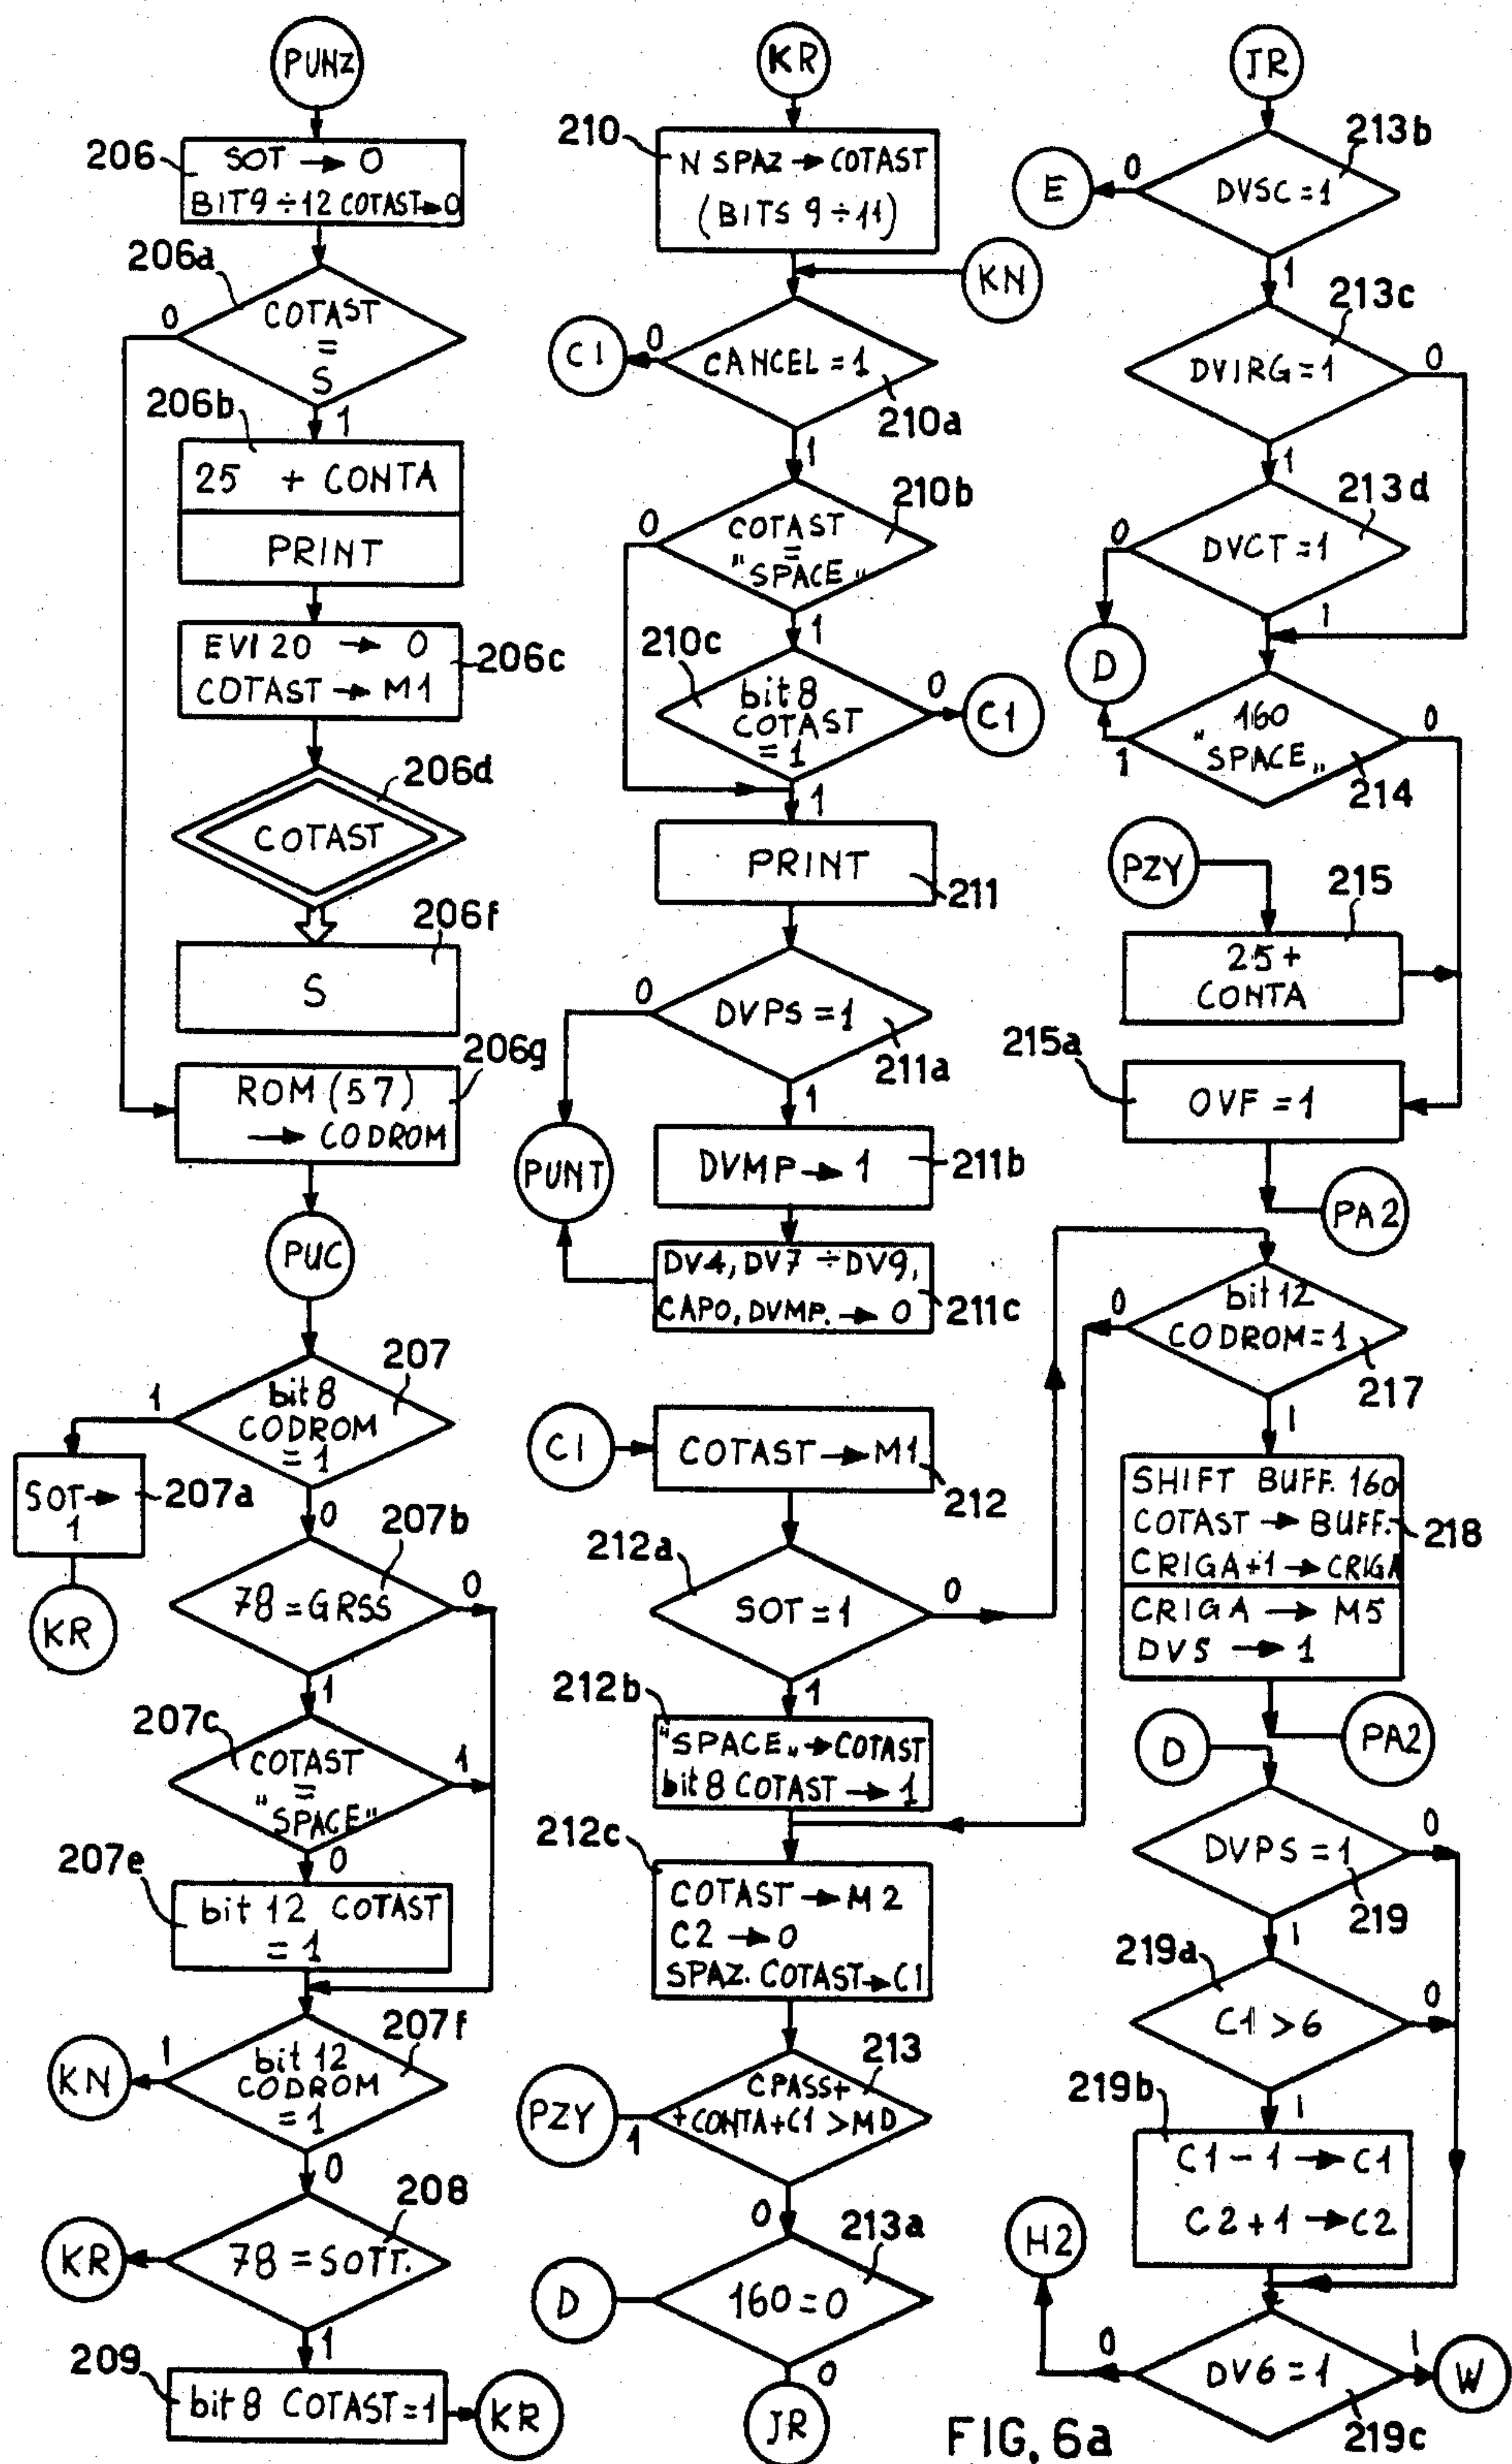 PUNZ
206
SOT → 0
BIT9÷12 COTAST→0
206a
COTAST
=
S
0
1
206b
25 + CONTA
PRINT
EVI20 → 0
COTAST → M1
206c
206d
COTAST
206f
S
206g
ROM (57)
→ CODROM
PUC
207
bit 8
CODROM
=1
1
0
SOT→
1
207a
KR
207b
78=GRSS
0
1
207c
COTAST
=
"SPACE"
1
0
207e
bit 12 COTAST
=1
207f
bit 12
CODROM
=1
1
KN
0
208
78=SOTT.
KR
1
209
bit 8 COTAST=1
KR
KR
210
N SPAZ → COTAST
(BITS 9÷11)
KN
C1
0
CANCEL=1
210a
1
210b
COTAST
=
"SPACE„
0
1
210c
bit 8
COTAST
=1
0
C1
1
PRINT
211
0
DVPS=1
211a
1
PUNT
DVMP→1
211b
DV4, DV7÷DV9,
CAPO, DVMP. → 0
211c
C1
COTAST→M1
212
212a
SOT=1
0
1
212b
"SPACE„→COTAST
bit 8 COTAST → 1
212c
COTAST→M2
C2→0
SPAZ. COTAST→C1
213
CPASS+
+CONTA+C1>MD
PZY
1
0
213a
160=0
D
0
JR
JR
213b
E
0
DVSC=1
1
213c
DVIRG=1
0
1
213d
0
DVCT=1
1
D
160
"SPACE„
0
1
214
PZY
215
25+
CONTA
215a
OVF=1
PA2
0
bit 12
CODROM=1
217
1
SHIFT BUFF. 160
COTAST → BUFF.
CRIGA+1→CRIGA
218
CRIGA → M5
DV5 → 1
D
PA2
DVPS=1
0
219
1
219a
C1>6
0
1
219b
C1-1→C1
C2+1→C2
H2
0
DV6=1
1
W
219c
FIG. 6a